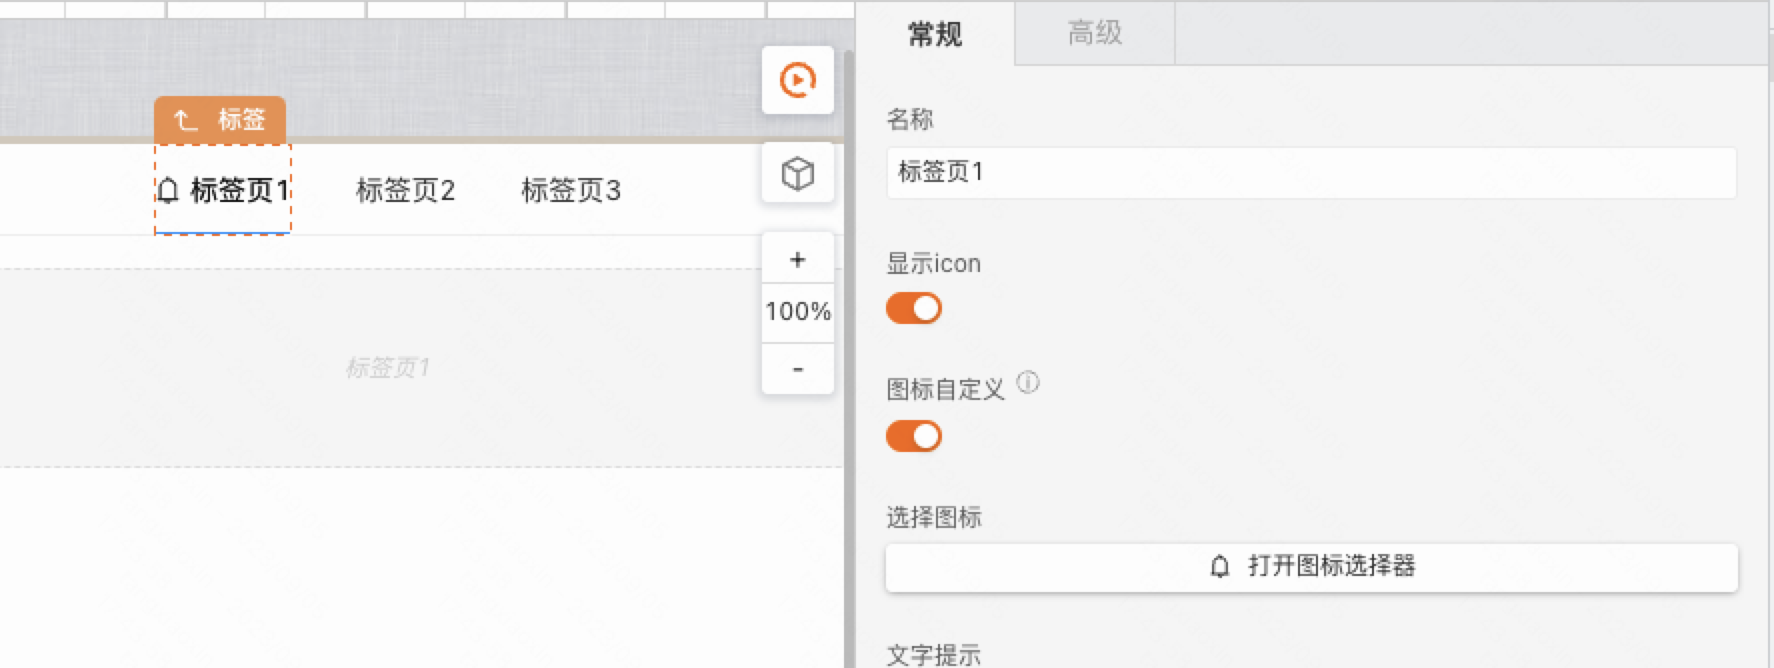 标签
标签页1
标签页2
标签页3
标签页1
+
100%
-
常规
高级
名称
标签页1
显示icon
图标自定义
选择图标
打开图标选择器
文字提示